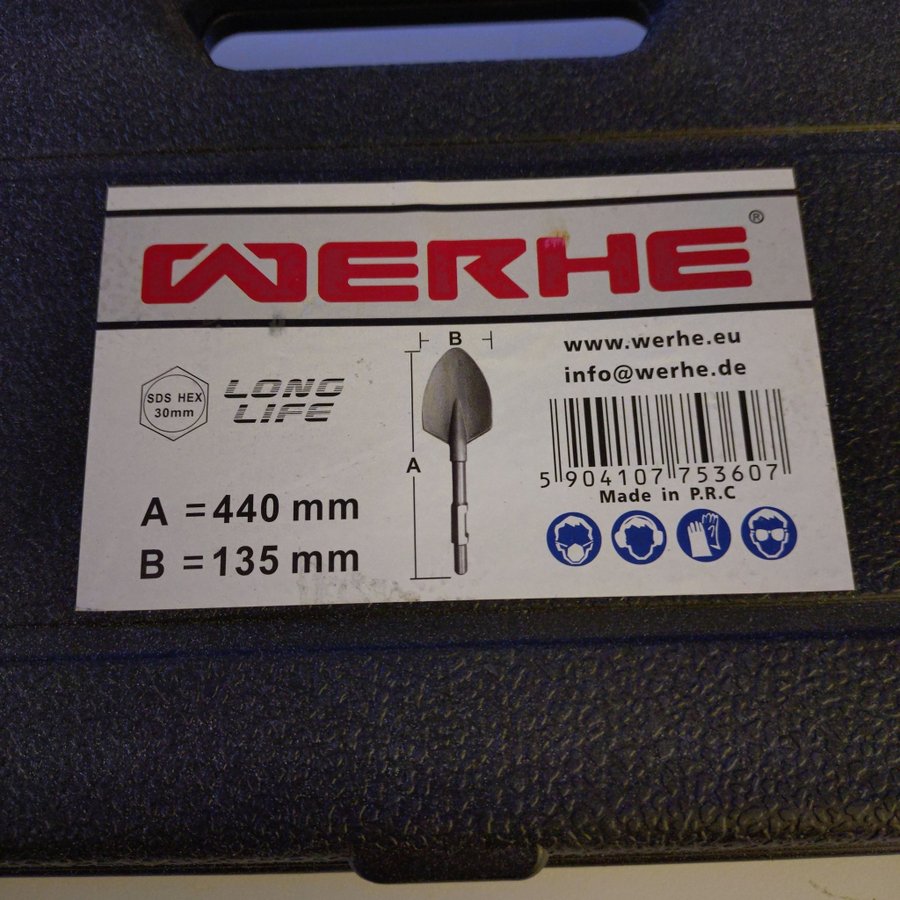 WERHE®
B
www.werhe.eu
info@werhe.de
SDS HEX
30mm
LONG
LIFE
A
5 904107 753607
Made in P.R.C
A = 440 mm
B = 135 mm